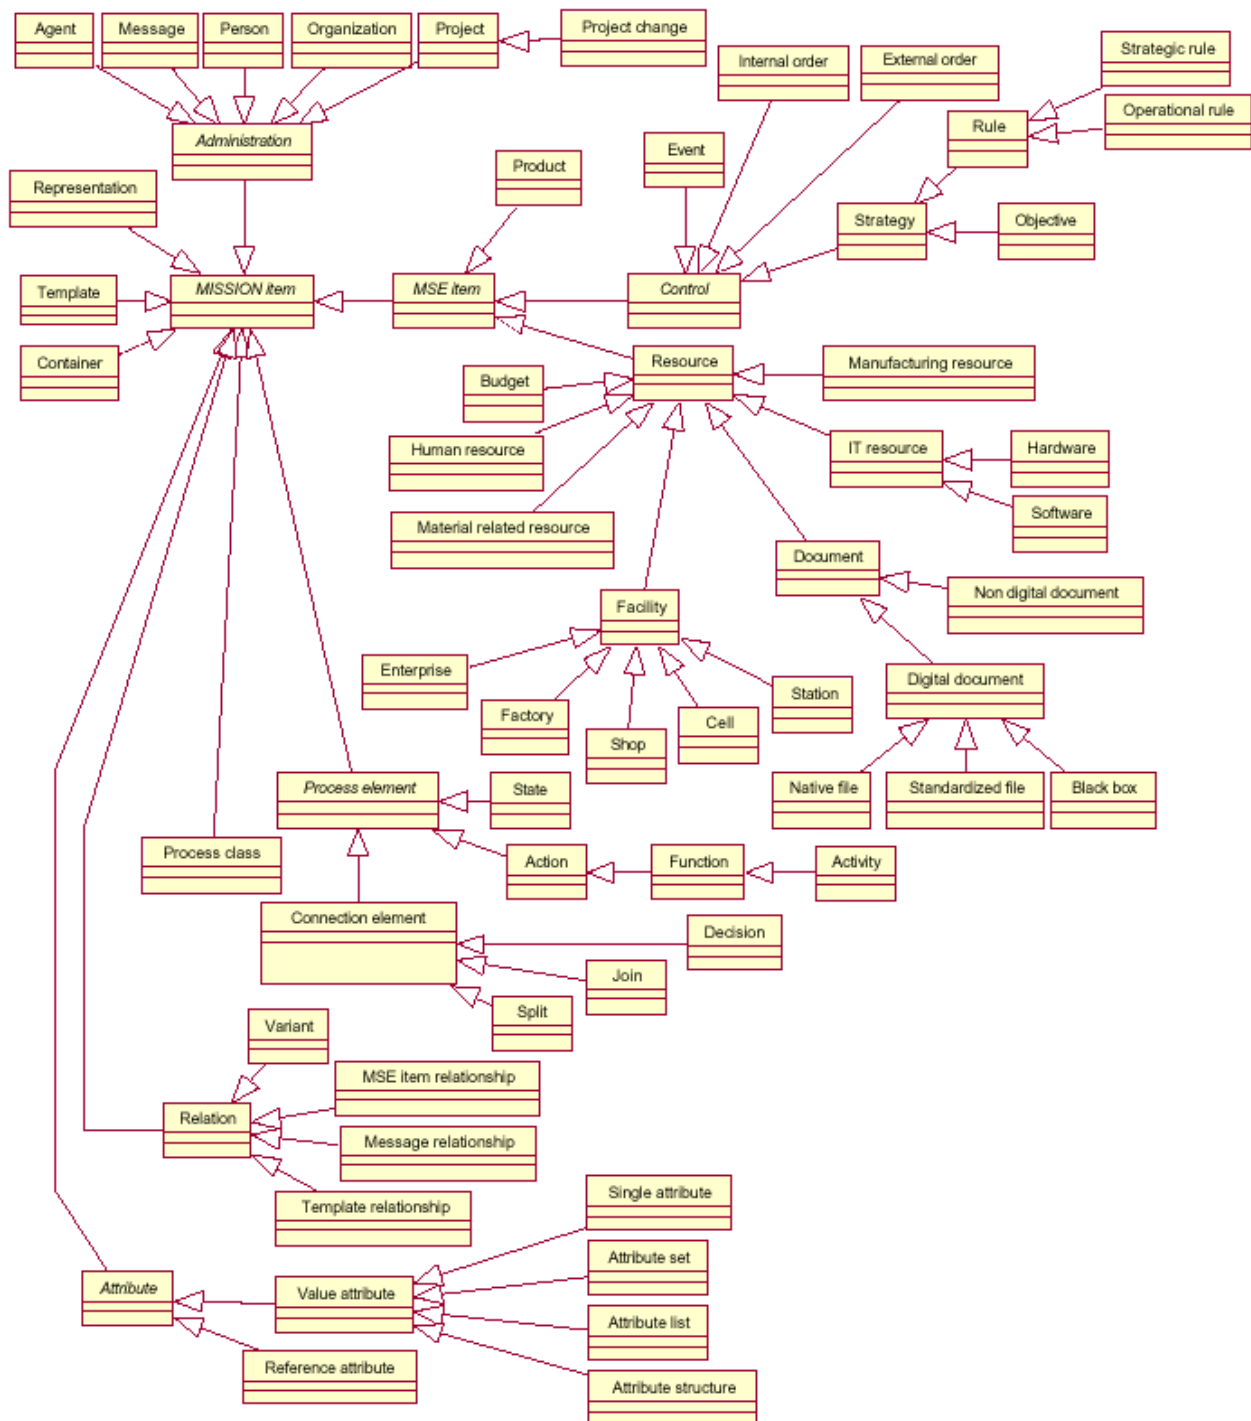 Agent
Message
Person
Organization
Project
Project change
Internal order
External order
Strategic rule
Operational rule
Rule
Administration
Event
Product
Representation
Strategy
Objective
Template
MISSION item
MSE item
Control
Container
Resource
Manufacturing resource
Budget
Human resource
IT resource
Hardware
Material related resource
Software
Document
Non digital document
Facility
Enterprise
Digital document
Station
Factory
Cell
Shop
Process element
State
Native file
Standardized file
Black box
Process class
Action
Function
Activity
Connection element
Decision
Join
Split
Variant
MSE item relationship
Relation
Message relationship
Template relationship
Single attribute
Attribute set
Attribute
Value attribute
Attribute list
Reference attribute
Attribute structure